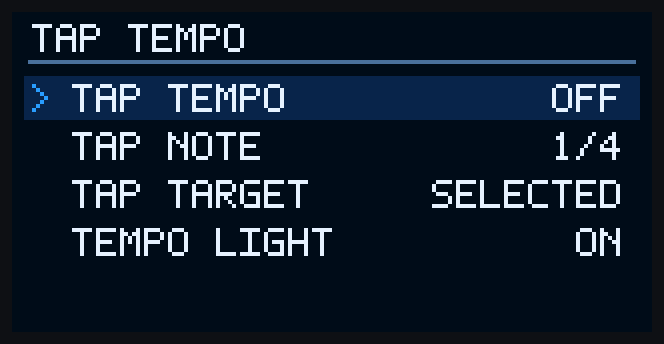 TAP TEMPO
> TAP TEMPO OFF
TAP NOTE 1/4
TAP TARGET SELECTED
TEMPO LIGHT ON